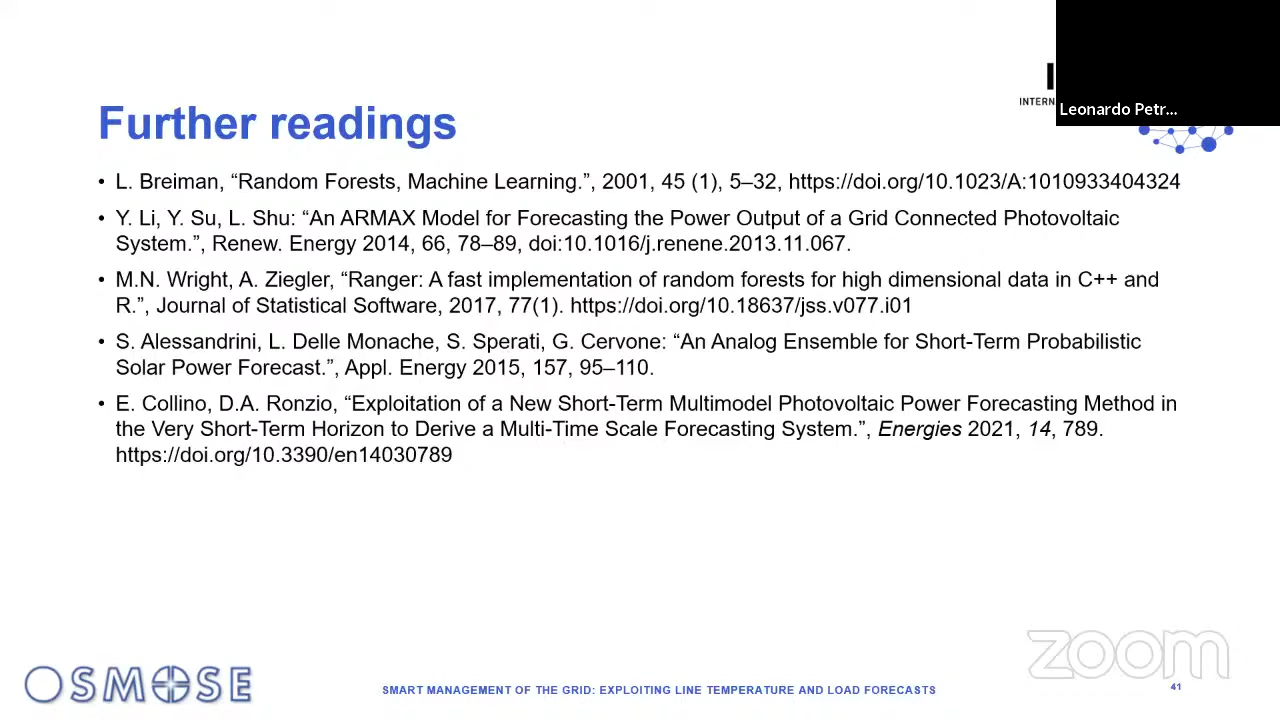 INTERN
Leonardo Petr...
Further readings
• L. Breiman, “Random Forests, Machine Learning.”, 2001, 45 (1), 5–32, https://doi.org/10.1023/A:1010933404324
• Y. Li, Y. Su, L. Shu: “An ARMAX Model for Forecasting the Power Output of a Grid Connected Photovoltaic
System.”, Renew. Energy 2014, 66, 78–89, doi:10.1016/j.renene.2013.11.067.
• M.N. Wright, A. Ziegler, “Ranger: A fast implementation of random forests for high dimensional data in C++ and
R.”, Journal of Statistical Software, 2017, 77(1). https://doi.org/10.18637/jss.v077.i01
• S. Alessandrini, L. Delle Monache, S. Sperati, G. Cervone: “An Analog Ensemble for Short-Term Probabilistic
Solar Power Forecast.”, Appl. Energy 2015, 157, 95–110.
• E. Collino, D.A. Ronzio, “Exploitation of a New Short-Term Multimodel Photovoltaic Power Forecasting Method in
the Very Short-Term Horizon to Derive a Multi-Time Scale Forecasting System.”, Energies 2021, 14, 789.
https://doi.org/10.3390/en14030789
zoom
OSMOSE
SMART MANAGEMENT OF THE GRID: EXPLOITING LINE TEMPERATURE AND LOAD FORECASTS
41